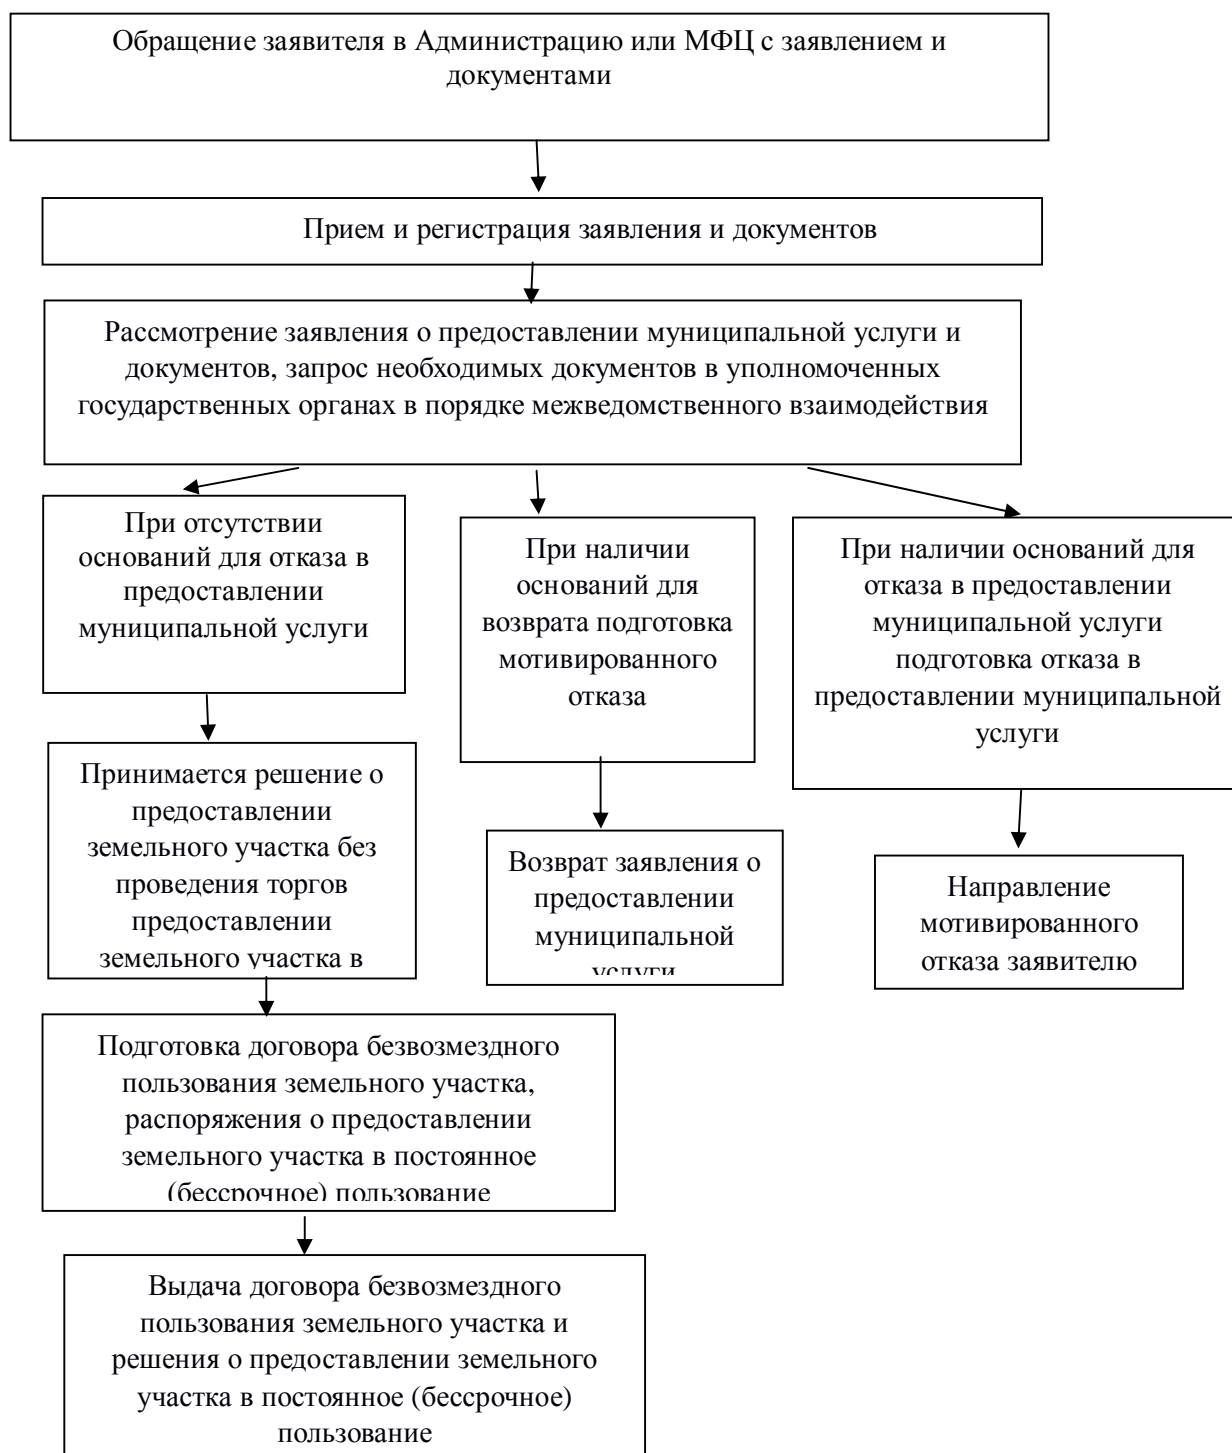 Обращение заявителя в Администрацию или МФЦ с заявлением и
документами
Прием и регистрация заявления и документов
Рассмотрение заявления о предоставлении муниципальной услуги и
документов, запрос необходимых документов в уполномоченных
государственных органах в порядке межведомственного взаимодействия
При отсутствии
оснований для отказа в
предоставлении
муниципальной услуги
При наличии
оснований для
возврата подготовка
мотивированного
отказа
При наличии оснований для
отказа в предоставлении
муниципальной услуги
подготовка отказа в
предоставлении муниципальной
услуги
Принимается решение о
предоставлении
земельного участка без
проведения торгов
предоставлении
земельного участка в
Возврат заявления о
предоставлении
муниципальной
услуги
Направление
мотивированного
отказа заявителю
Подготовка договора безвозмездного
пользования земельного участка,
распоряжения о предоставлении
земельного участка в постоянное
(бессрочное) пользование
Выдача договора безвозмездного
пользования земельного участка и
решения о предоставлении земельного
участка в постоянное (бессрочное)
пользование